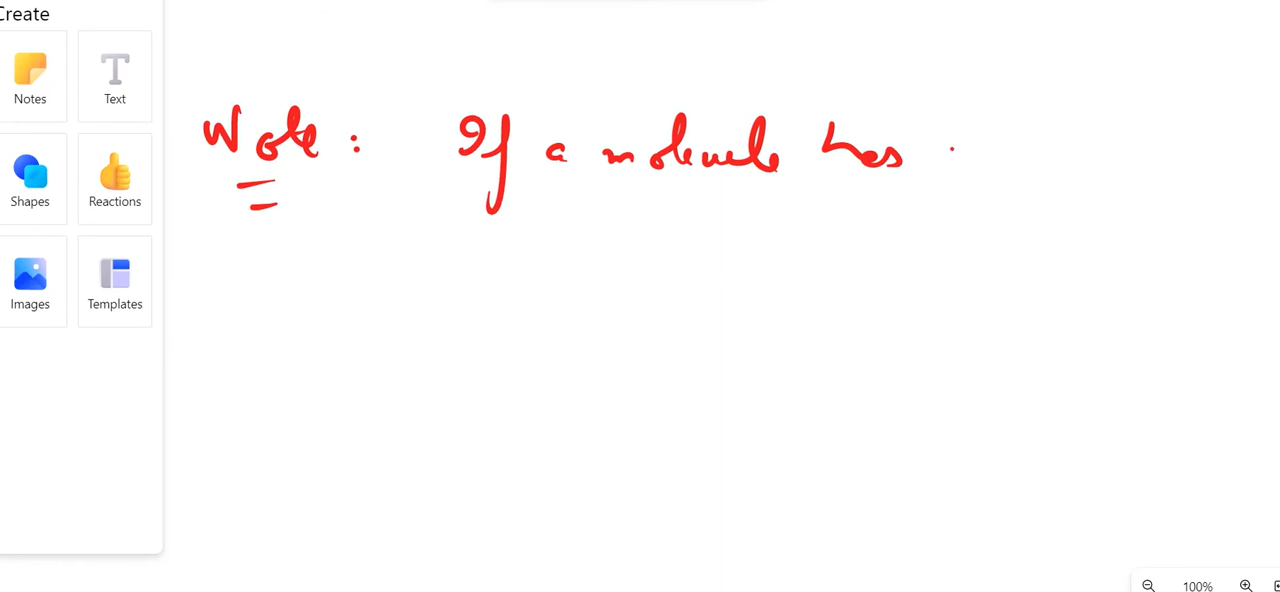 Create
Notes Text
Note: If a molecule has
Shapes Reactions
Images Templates
100%